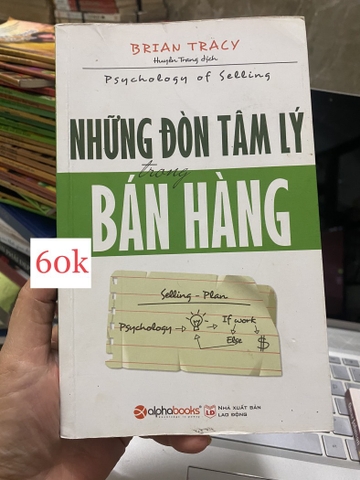 BRIAN TRACY
Huyền Trang dịch
Psychology of Selling
NHỮNG ĐÒN TÂM LÝ
trong
BÁN HÀNG
60k
Selling - Plan
Psychology
If work
Else
$
alphabooks
LĐ
NHÀ XUẤT BẢN
LAO ĐỘNG